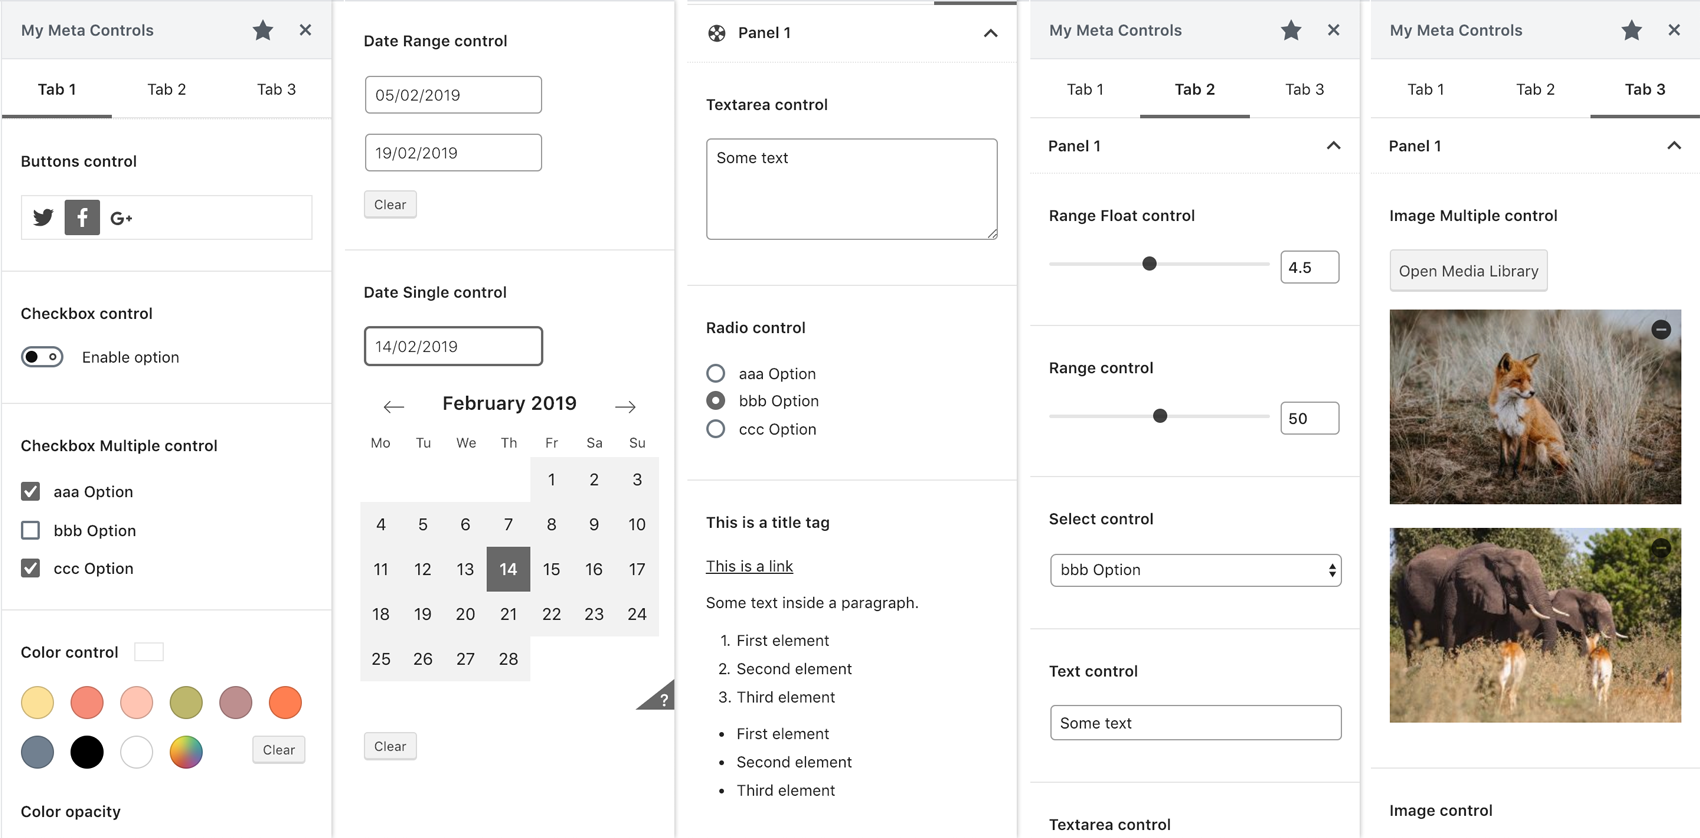 My Meta Controls
Tab 1 Tab 2 Tab 3
Buttons control
G+
Checkbox control
Enable option
Checkbox Multiple control
aaa Option
bbb Option
ccc Option
Color control
Clear
Color opacity
Date Range control
05/02/2019
19/02/2019
Clear
Date Single control
14/02/2019
February 2019
Mo Tu We Th Fr Sa Su
1 2 3
4 5 6 7 8 9 10
11 12 13 14 15 16 17
18 19 20 21 22 23 24
25 26 27 28
?
Clear
Panel 1
Textarea control
Some text
Radio control
aaa Option
bbb Option
ccc Option
This is a title tag
This is a link
Some text inside a paragraph.
1. First element
2. Second element
3. Third element
• First element
• Second element
• Third element
My Meta Controls
Tab 1 Tab 2 Tab 3
Panel 1
Range Float control
4.5
Range control
50
Select control
bbb Option
Text control
Some text
Textarea control
My Meta Controls
Tab 1 Tab 2 Tab 3
Panel 1
Image Multiple control
Open Media Library
Image control